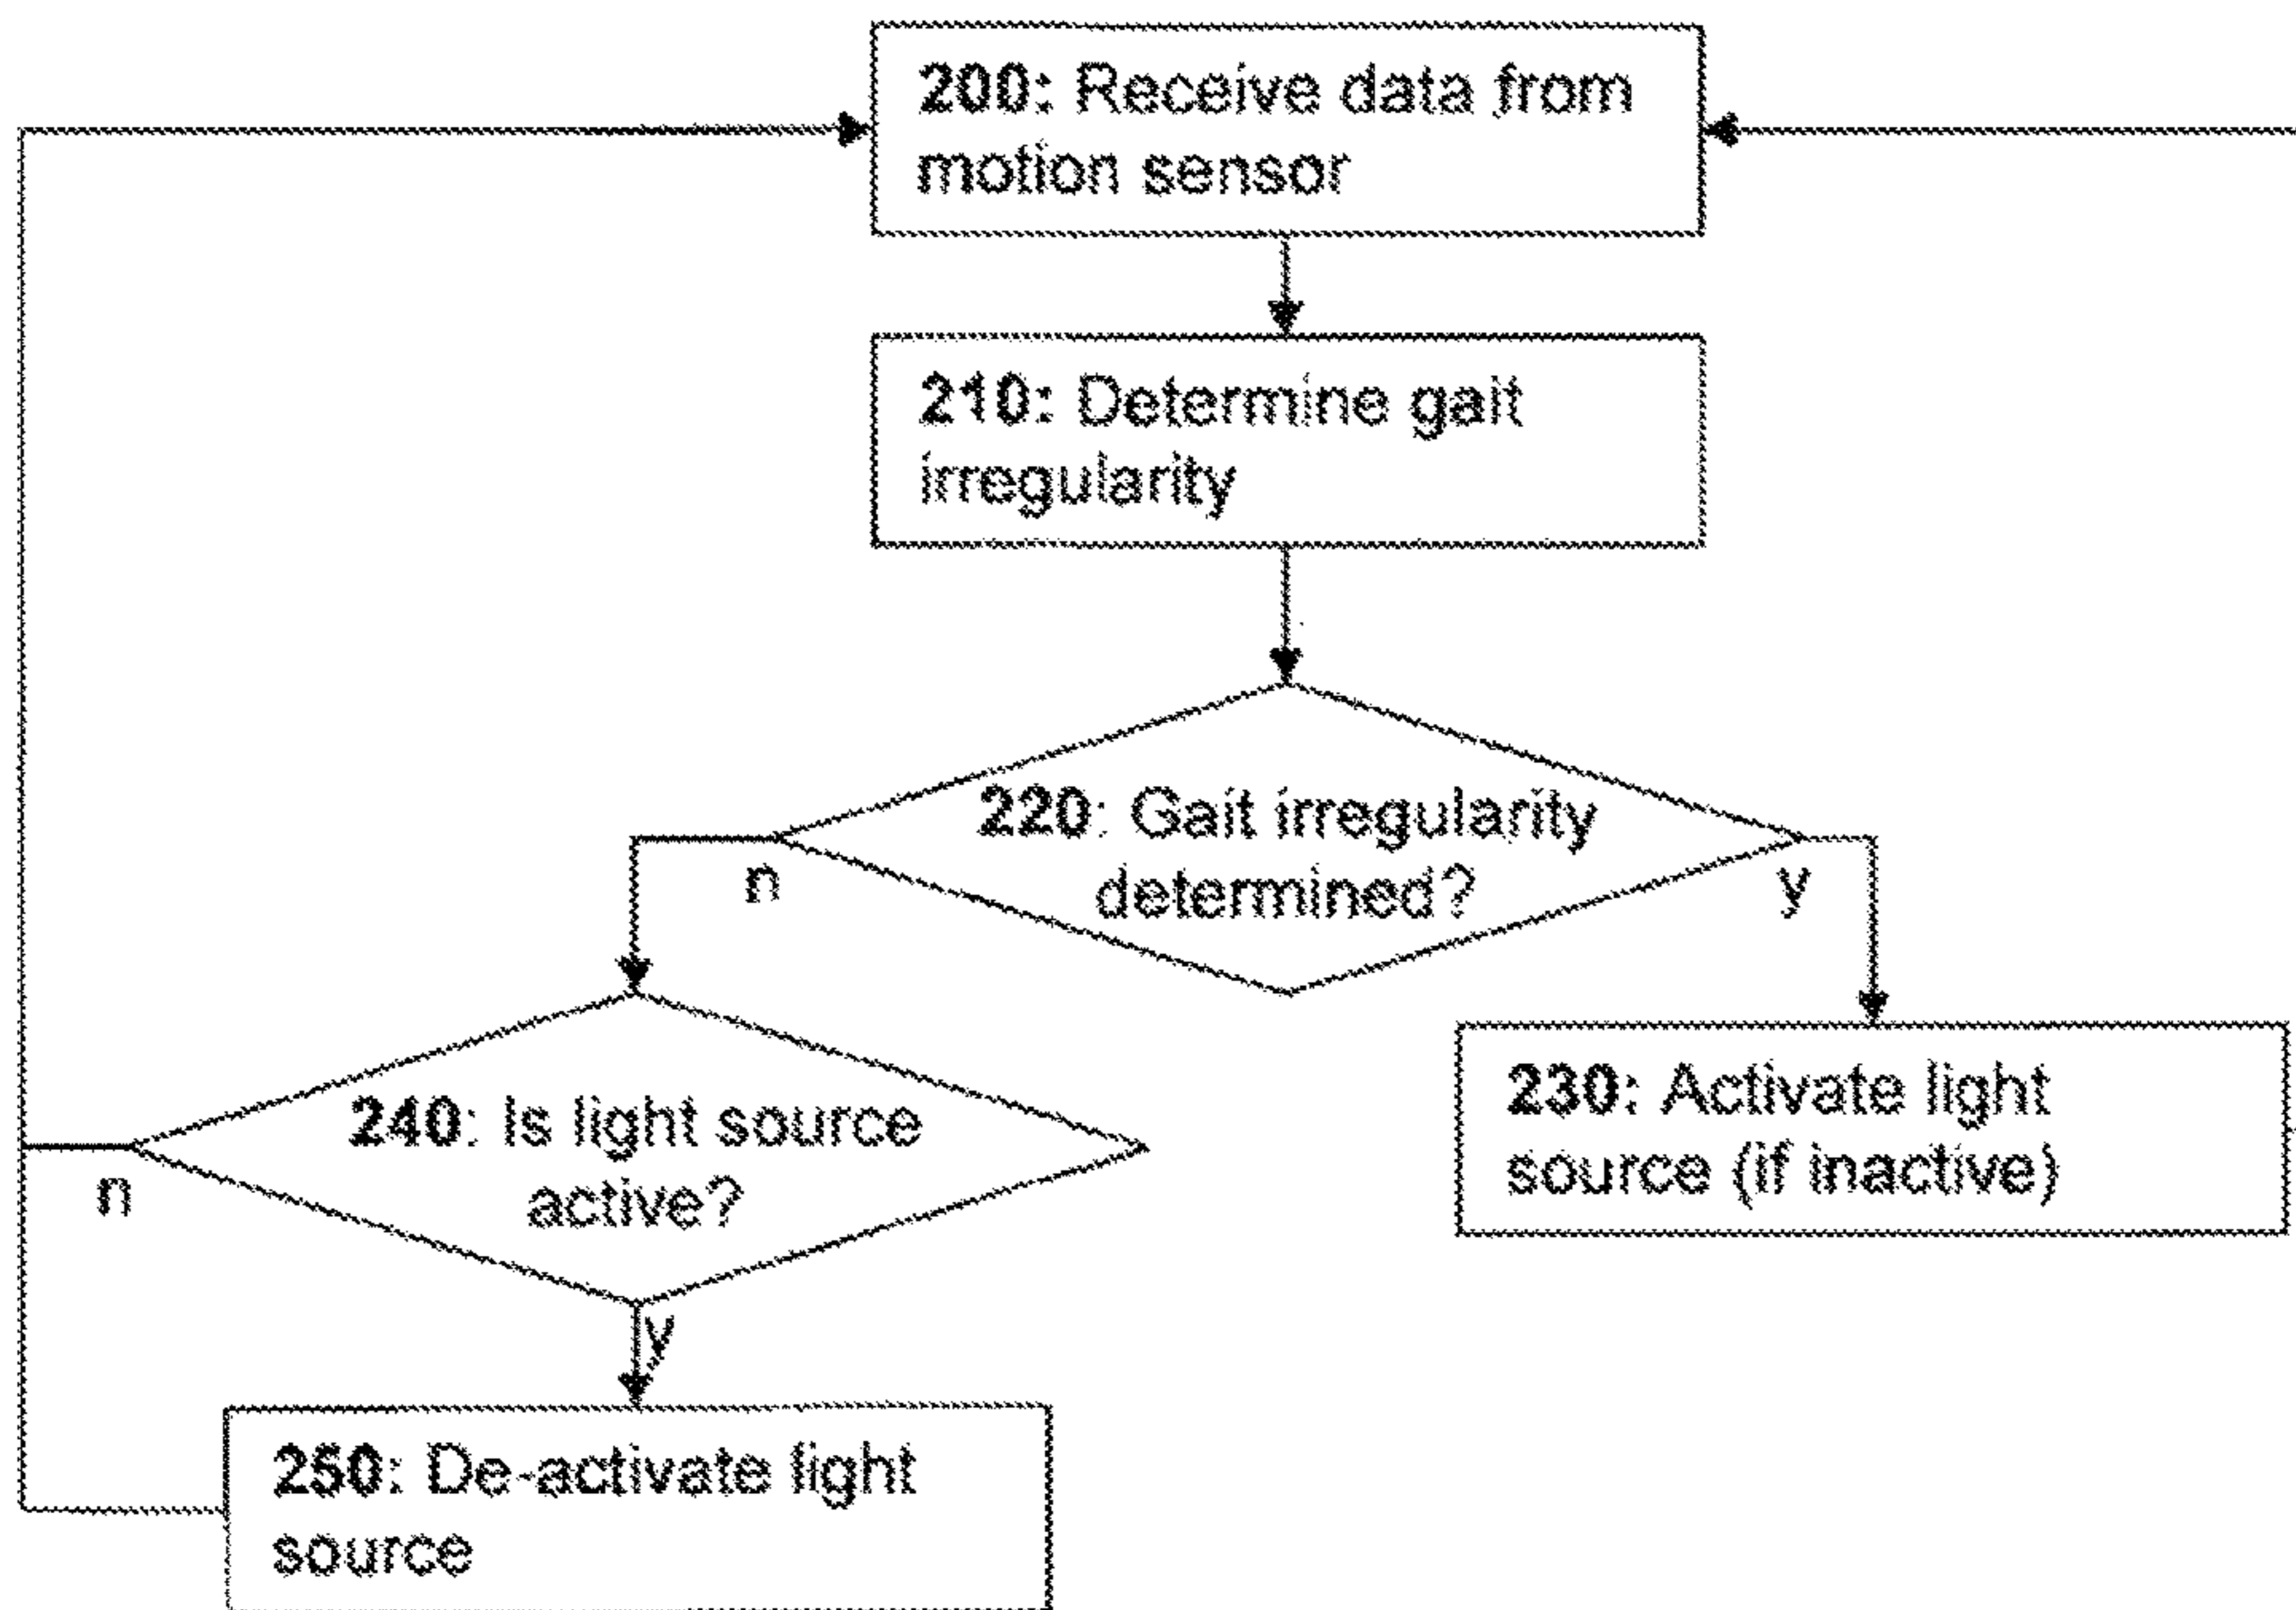 200: Receive data from
motion sensor
210: Determine gait
irregularity
220: Gait irregularity
determined?
n
y
240: Is light source
active?
n
y
230: Activate light
source (if inactive)
250: De-activate light
source